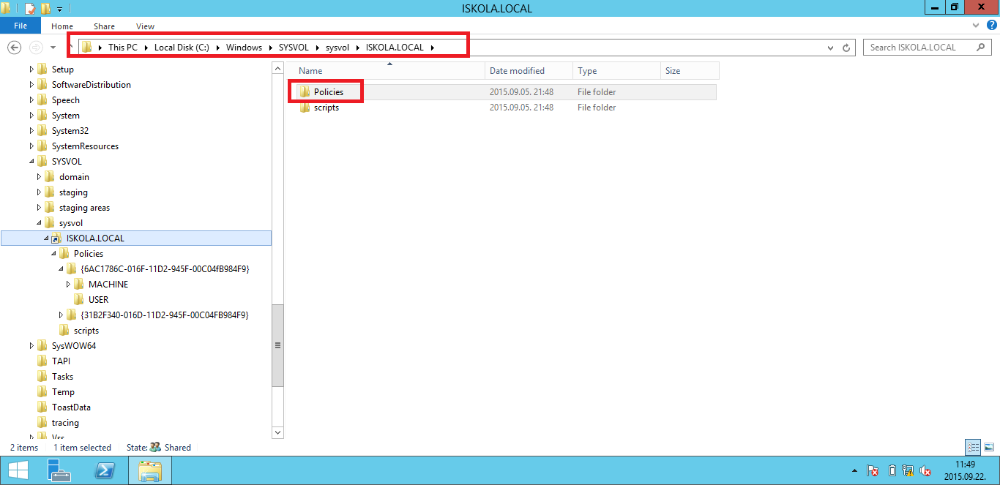 ISKOLA.LOCAL
File Home Share View
This PC Local Disk (C:) Windows SYSVOL sysvol ISKOLA.LOCAL
Search ISKOLA.LOCAL
Setup
SoftwareDistribution
Speech
System
System32
SystemResources
SYSVOL
domain
staging
staging areas
sysvol
ISKOLA.LOCAL
Policies
{6AC1786C-016F-11D2-945F-00C04fB984F9}
MACHINE
USER
{31B2F340-016D-11D2-945F-00C04FB984F9}
scripts
SysWOW64
TAPI
Tasks
Temp
ToastData
tracing
Vss
Name Date modified Type Size
Policies 2015.09.05. 21:48 File folder
scripts 2015.09.05. 21:48 File folder
2 items 1 item selected State: Shared
11:49
2015.09.22.